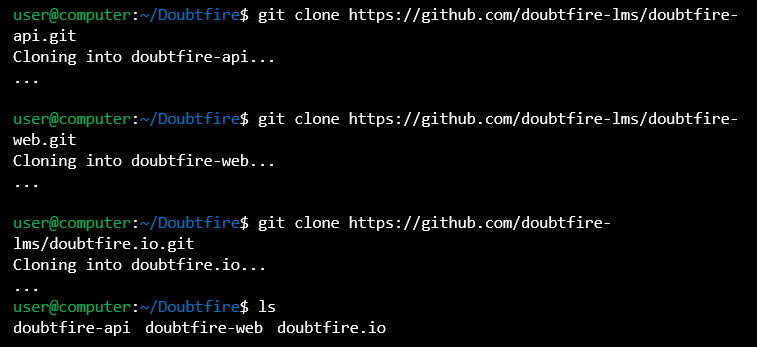 user@computer:~/Doubtfire$ git clone https://github.com/doubtfire-lms/doubtfire-
api.git
Cloning into doubtfire-api...
...
user@computer:~/Doubtfire$ git clone https://github.com/doubtfire-lms/doubtfire-
web.git
Cloning into doubtfire-web...
...
user@computer:~/Doubtfire$ git clone https://github.com/doubtfire-
lms/doubtfire.io.git
Cloning into doubtfire.io...
...
user@computer:~/Doubtfire$ ls
doubtfire-api doubtfire-web doubtfire.io